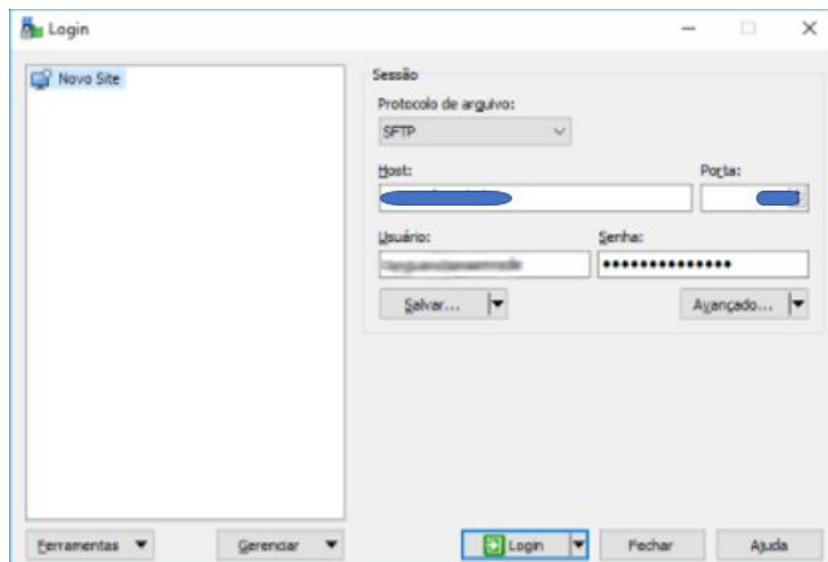 Login
Novo Site
Sessão
Protocolo de arquivo:
SFTP
Host:
Porta:
Usuário:
Senha:
Salvar...
Avançado...
Ferramentas
Gerenciar
Login
Fechar
Ajuda